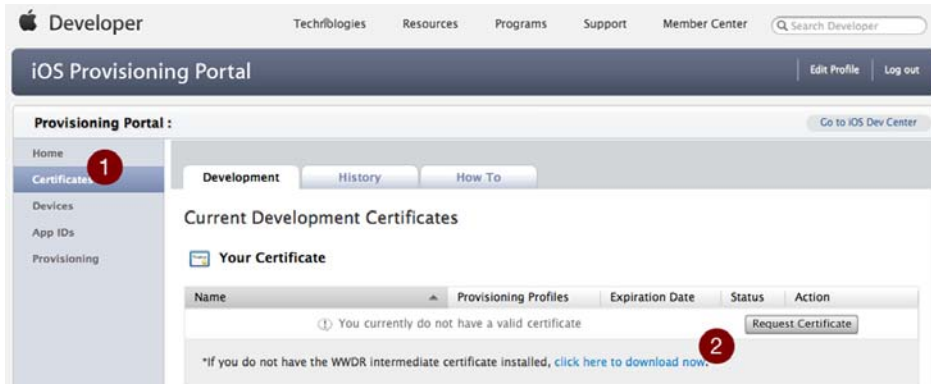 Developer
Technologies Resources Programs Support Member Center Search Developer
iOS Provisioning Portal
Edit Profile Log out
Provisioning Portal :
Go to iOS Dev Center
Home
1
Certificates
Devices
App IDs
Provisioning
Development History How To
Current Development Certificates
Your Certificate
Name Provisioning Profiles Expiration Date Status Action
You currently do not have a valid certificate
Request Certificate
2
*If you do not have the WWDR intermediate certificate installed, click here to download now.